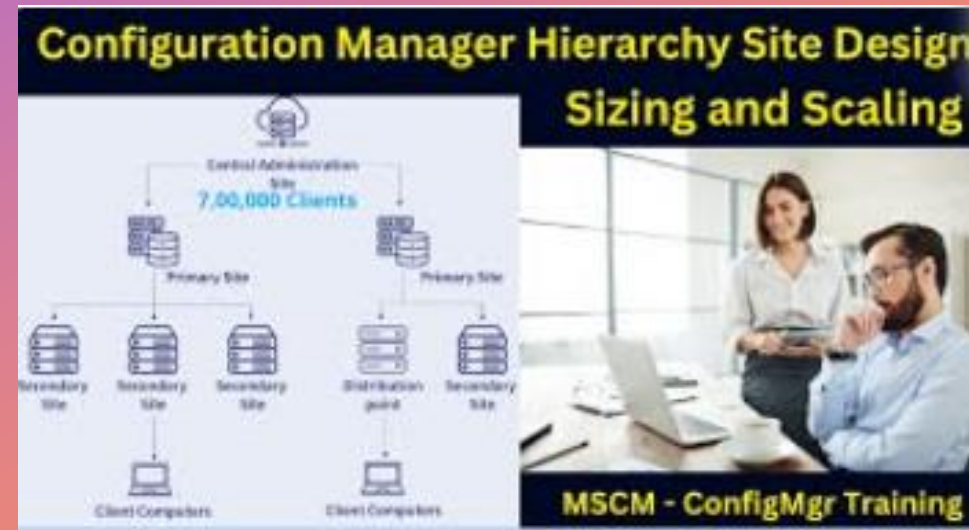 Configuration Manager Hierarchy Site Design
Sizing and Scaling
Central Administration
Site
7,00,000 Clients
Primary Site
Primary Site
Secondary
Site
Secondary
Site
Secondary
Site
Distribution
point
Secondary
Site
Client Computers
Client Computers
MSCM - ConfigMgr Training